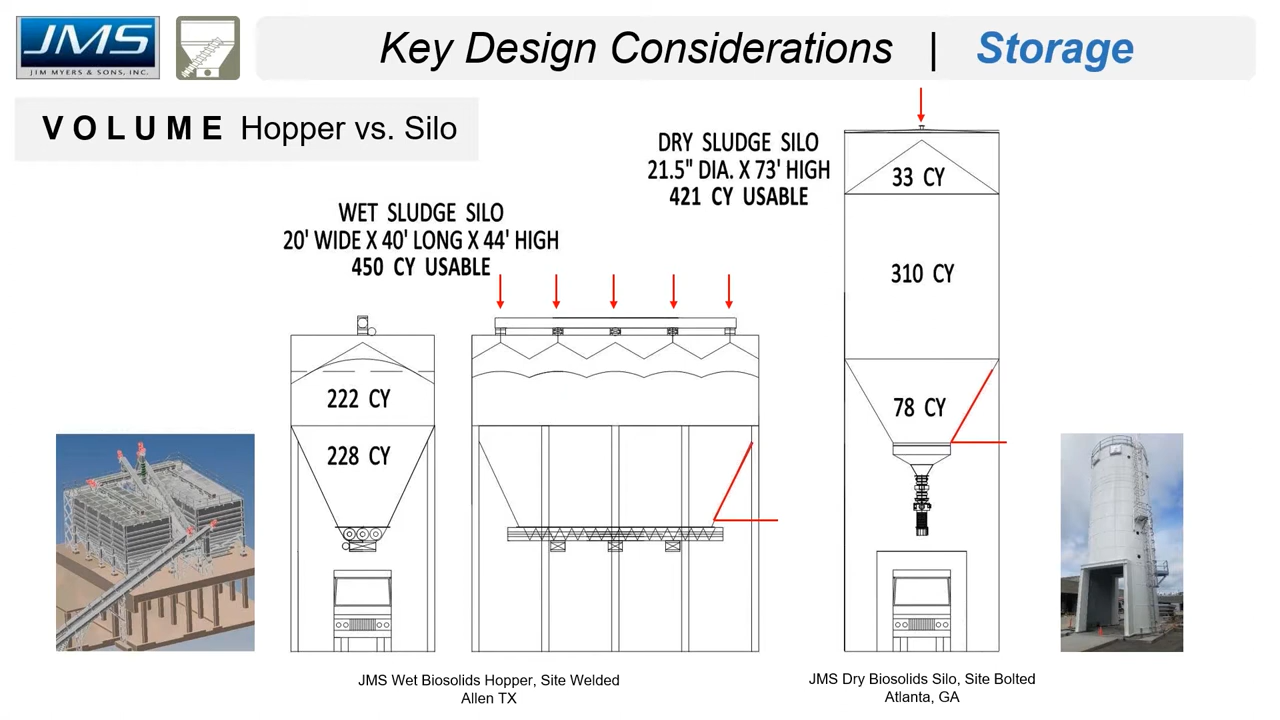 JMS
JIM MYERS & SONS, INC.
Key Design Considerations | Storage
VOLUME Hopper vs. Silo
DRY SLUDGE SILO
21.5" DIA. X 73' HIGH
421 CY USABLE
33 CY
WET SLUDGE SILO
20' WIDE X 40' LONG X 44' HIGH
450 CY USABLE
310 CY
222 CY
78 CY
228 CY
JMS Wet Biosolids Hopper, Site Welded
Allen TX
JMS Dry Biosolids Silo, Site Bolted
Atlanta, GA